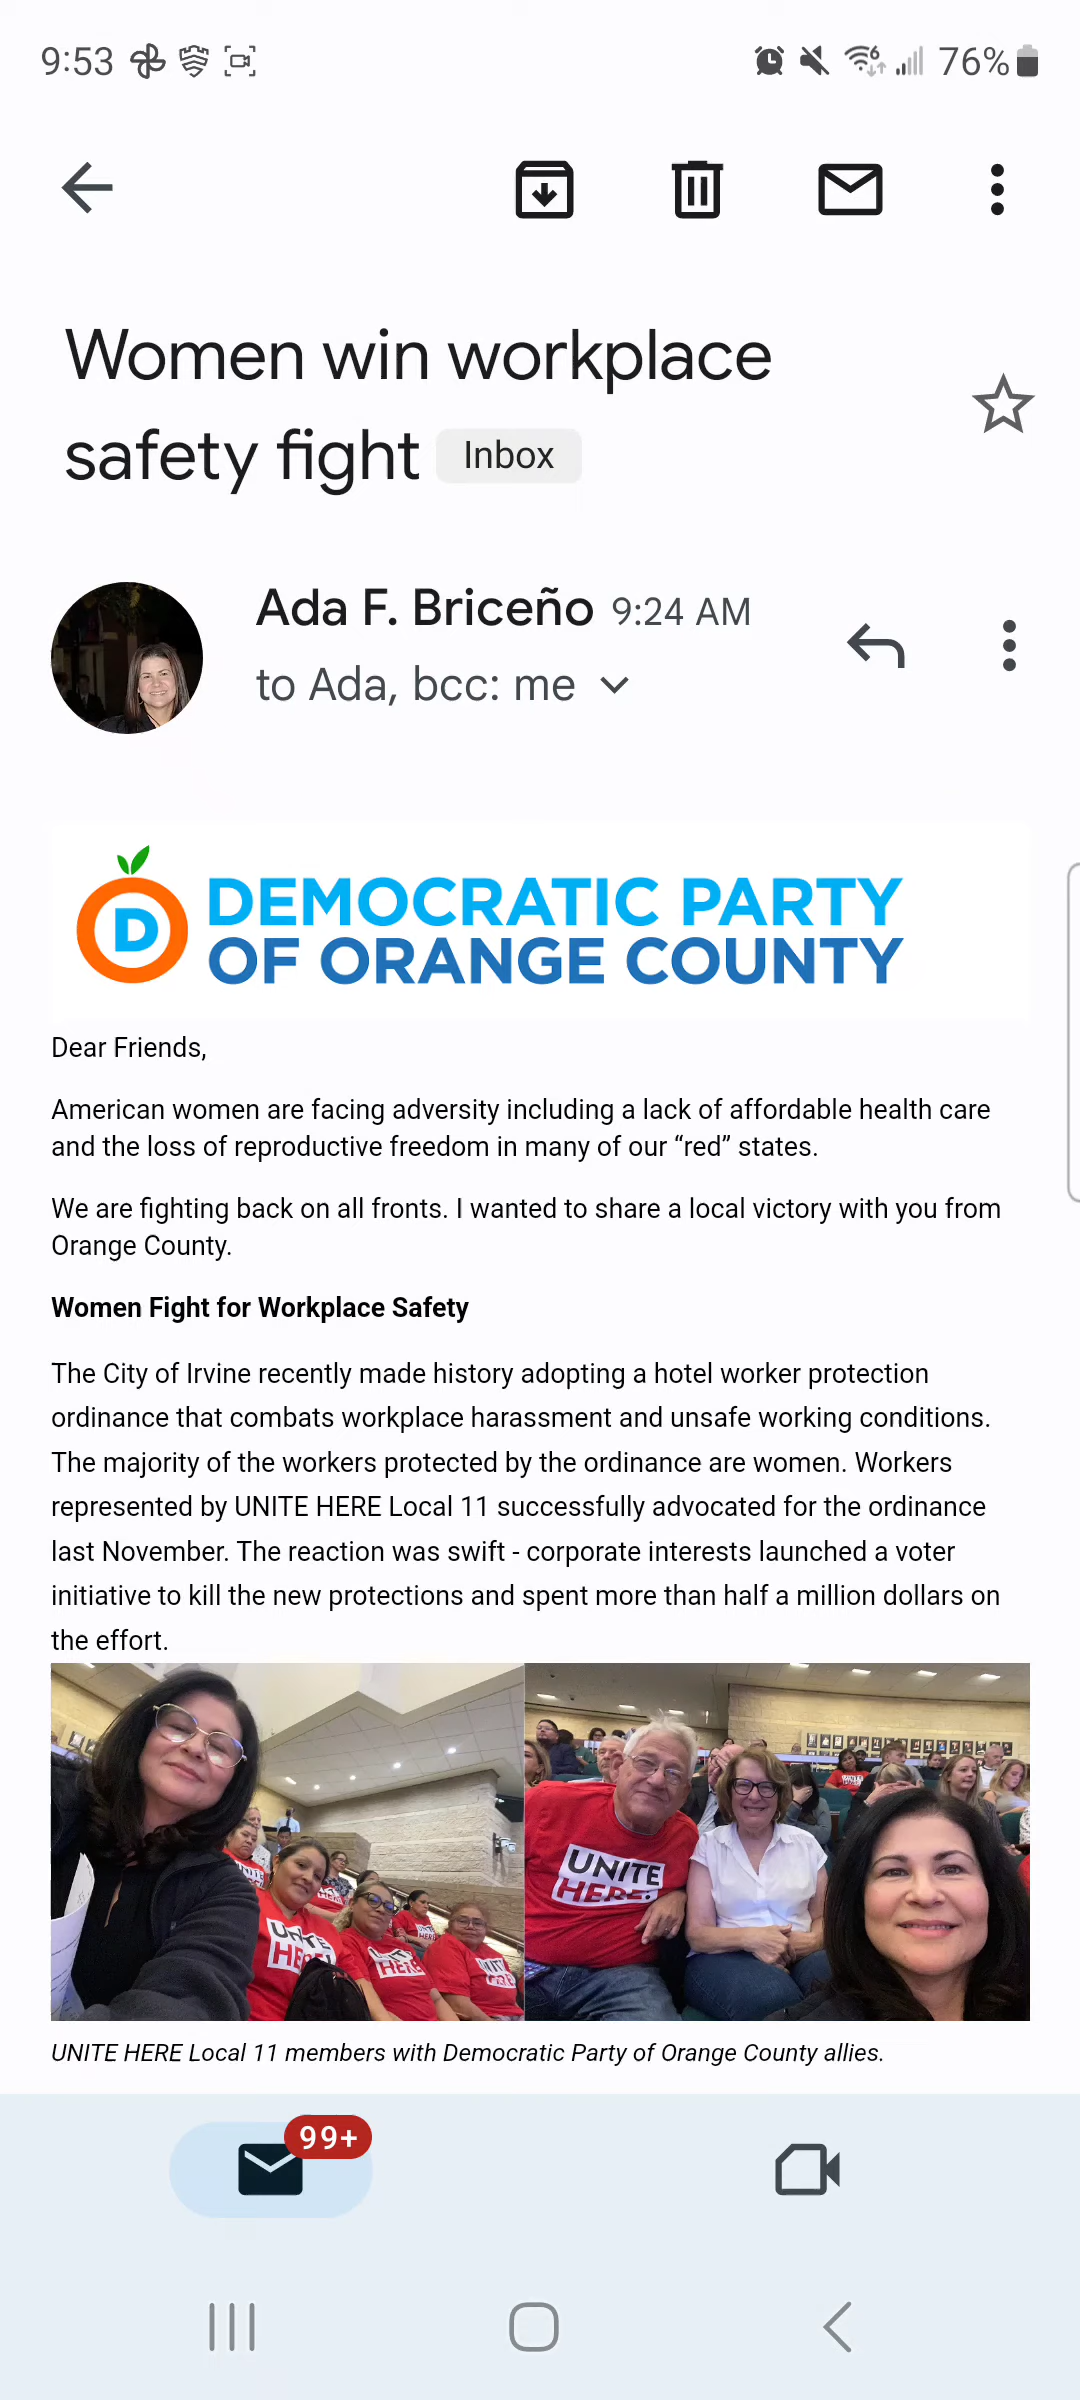 9:53
76%
Women win workplace
safety fight Inbox
Ada F. Briceño 9:24 AM
to Ada, bcc: me
D
DEMOCRATIC PARTY
OF ORANGE COUNTY
Dear Friends,
American women are facing adversity including a lack of affordable health care
and the loss of reproductive freedom in many of our “red” states.
We are fighting back on all fronts. I wanted to share a local victory with you from
Orange County.
Women Fight for Workplace Safety
The City of Irvine recently made history adopting a hotel worker protection
ordinance that combats workplace harassment and unsafe working conditions.
The majority of the workers protected by the ordinance are women. Workers
represented by UNITE HERE Local 11 successfully advocated for the ordinance
last November. The reaction was swift - corporate interests launched a voter
initiative to kill the new protections and spent more than half a million dollars on
the effort.
UNITE
HERE!
UNITE
HERE!
UNITE HERE Local 11 members with Democratic Party of Orange County allies.
99+